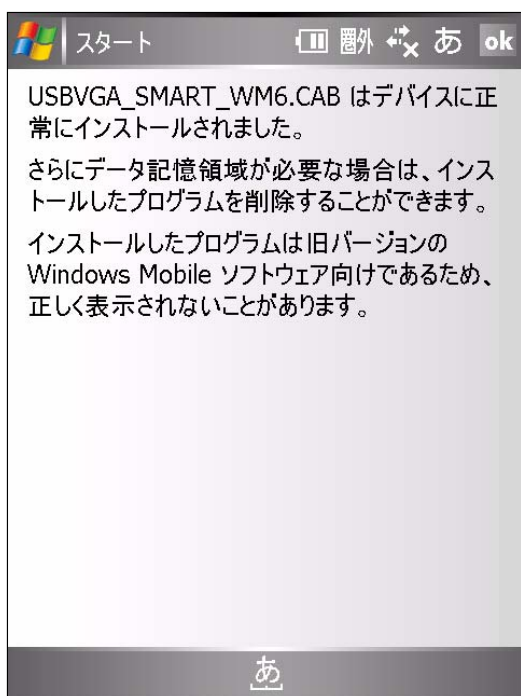 スタート 圏外 あ ok
USBVGA_SMART_WM6.CAB はデバイスに正
常にインストールされました。
さらにデータ記憶領域が必要な場合は、インス
トールしたプログラムを削除することができます。
インストールしたプログラムは旧バージョンの
Windows Mobile ソフトウェア向けであるため、
正しく表示されないことがあります。
あ